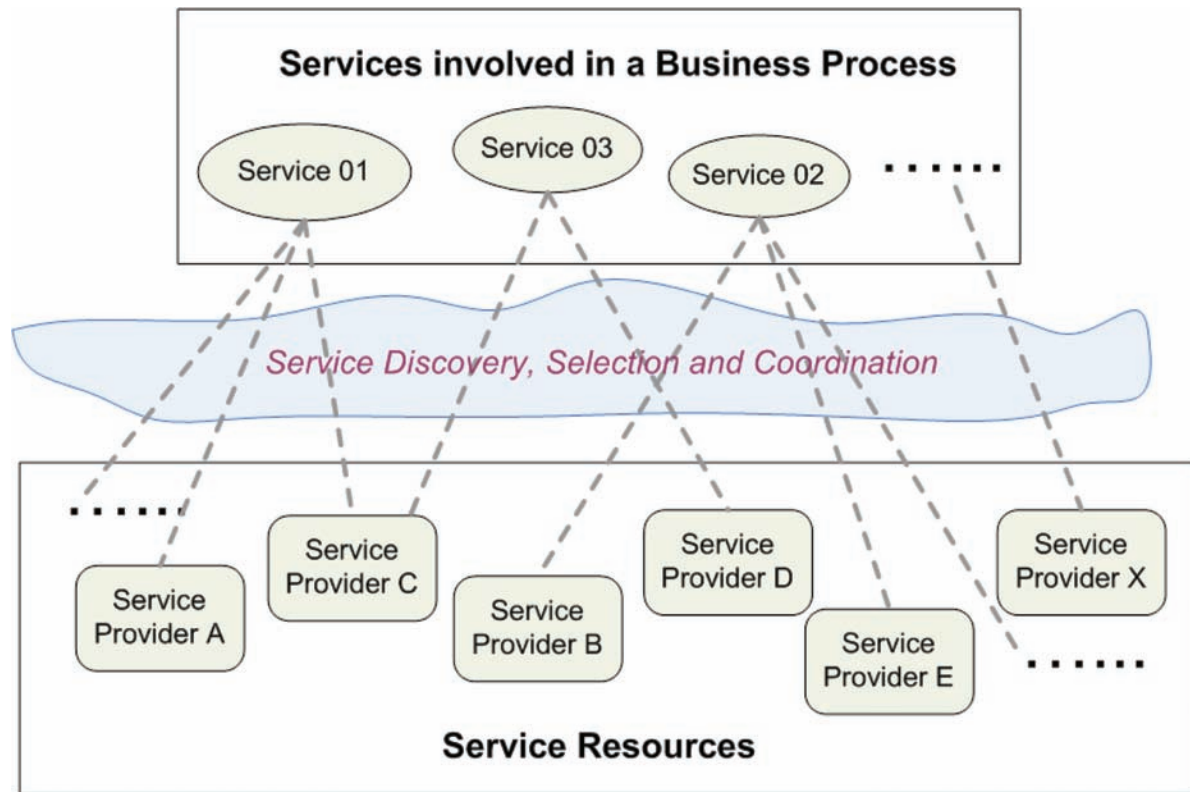 Services involved in a Business Process
Service 01
Service 03
Service 02
......
Service Discovery, Selection and Coordination
......
Service
Provider A
Service
Provider C
Service
Provider B
Service
Provider D
Service
Provider E
Service
Provider X
......
Service Resources